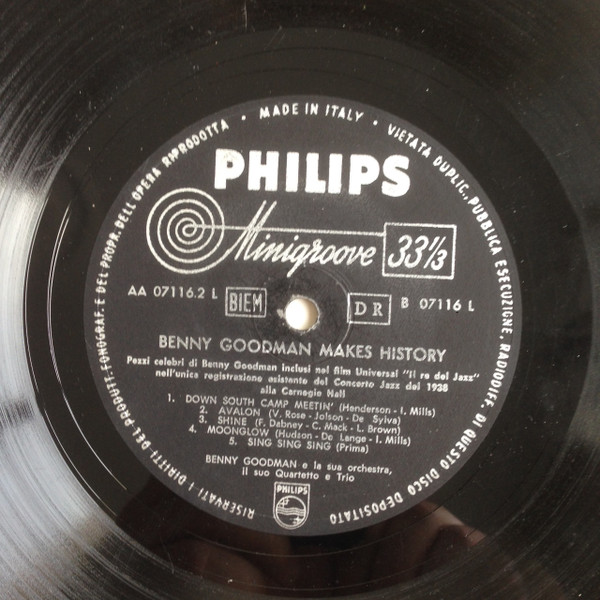 RISERVATI I DIRITTI DEL PRODUTT. FONOGRAF. E DEL PROPR. DELL'OPERA RIPRODOTTA • MADE IN ITALY • VIETATA DUPLIC., PUBBLICA ESECUZIONE, RADIODIFF. DI QUESTO DISCO DEPOSITATO
PHILIPS
Minigroove 33⅓
AA 07116.2 L BIEM DR B 07116 L
BENNY GOODMAN MAKES HISTORY
Pezzi celebri di Benny Goodman inclusi nel film Universal "Il re del Jazz"
nell'unica registrazione esistente del Concerto Jazz del 1938
alla Carnegie Hall
1. DOWN SOUTH CAMP MEETIN' (Henderson - I. Mills)
2. AVALON (V. Rose - Jolson - De Sylva)
3. SHINE (F. Dabney - C. Mack - L. Brown)
4. MOONGLOW (Hudson - De Lange - I. Mills)
5. SING SING SING (Prima)
BENNY GOODMAN e la sua orchestra,
il suo Quartetto e Trio
PHILIPS